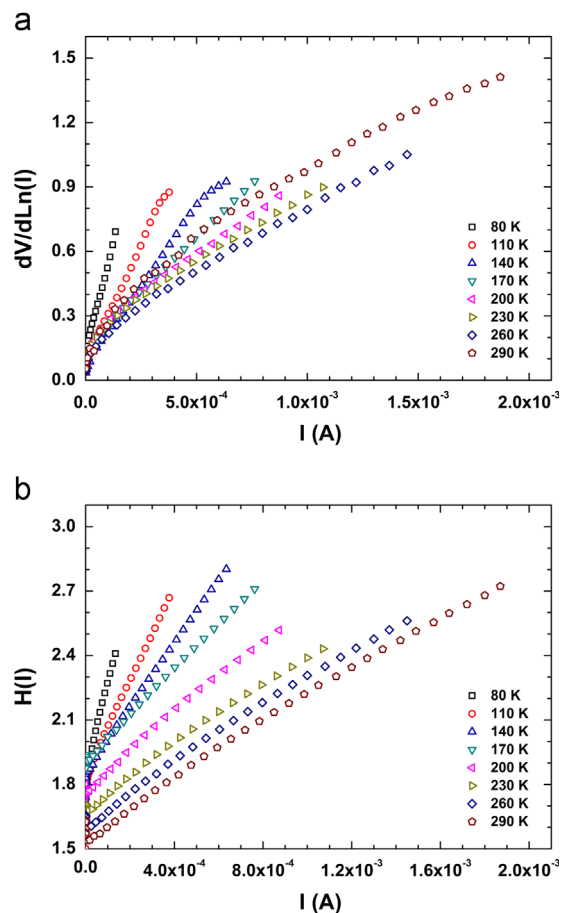 a
1.5
1.2
0.9
0.6
0.3
0.0
dV/dLn(I)
80 K
110 K
140 K
170 K
200 K
230 K
260 K
290 K
0.0 5.0x10⁻⁴ 1.0x10⁻³ 1.5x10⁻³ 2.0x10⁻³
I (A)
b
3.0
2.7
2.4
2.1
1.8
1.5
H(I)
80 K
110 K
140 K
170 K
200 K
230 K
260 K
290 K
0.0 4.0x10⁻⁴ 8.0x10⁻⁴ 1.2x10⁻³ 1.6x10⁻³ 2.0x10⁻³
I (A)